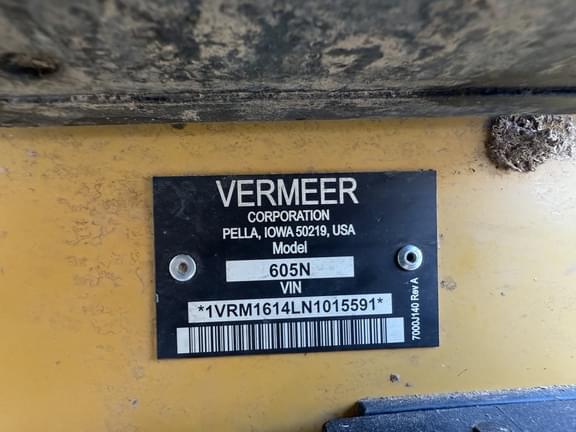 VERMEER
CORPORATION
PELLA, IOWA 50219, USA
Model
605N
VIN
*1VRM1614LN1015591*
7000J140 Rev A